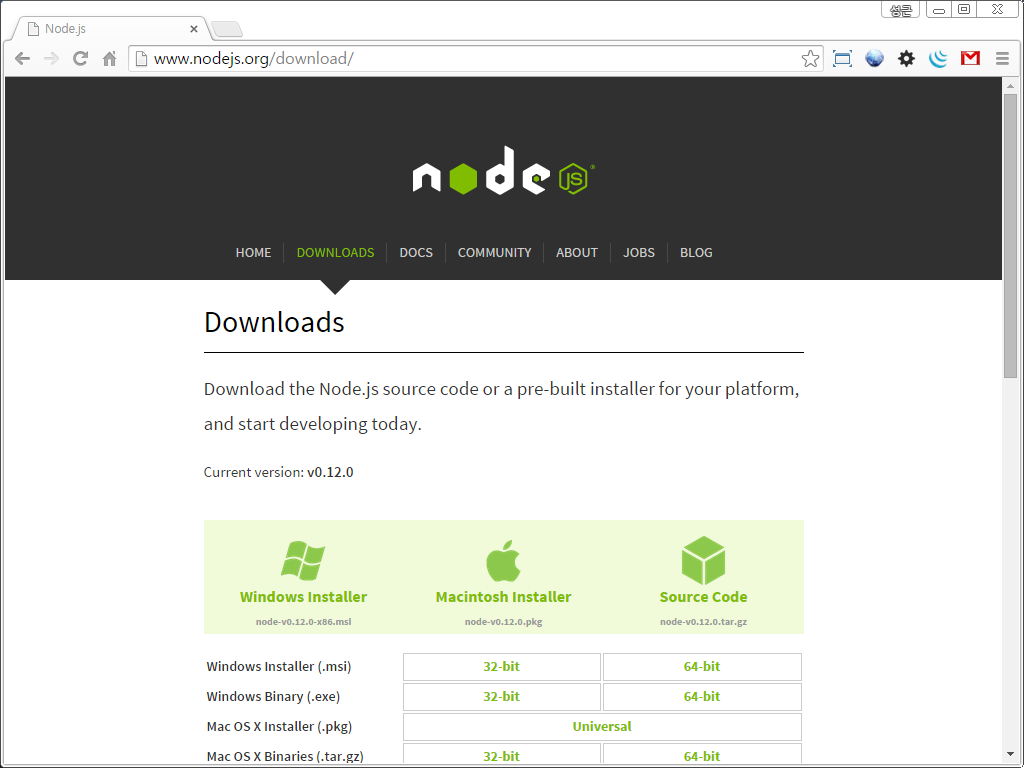 성근
Node.js
www.nodejs.org/download/
node JS
HOME DOWNLOADS DOCS COMMUNITY ABOUT JOBS BLOG
Downloads
Download the Node.js source code or a pre-built installer for your platform,
and start developing today.
Current version: v0.12.0
Windows Installer Macintosh Installer Source Code
node-v0.12.0-x86.msi node-v0.12.0.pkg node-v0.12.0.tar.gz
Windows Installer (.msi) 32-bit 64-bit
Windows Binary (.exe) 32-bit 64-bit
Mac OS X Installer (.pkg) Universal
Mac OS X Binaries (.tar.gz) 32-bit 64-bit